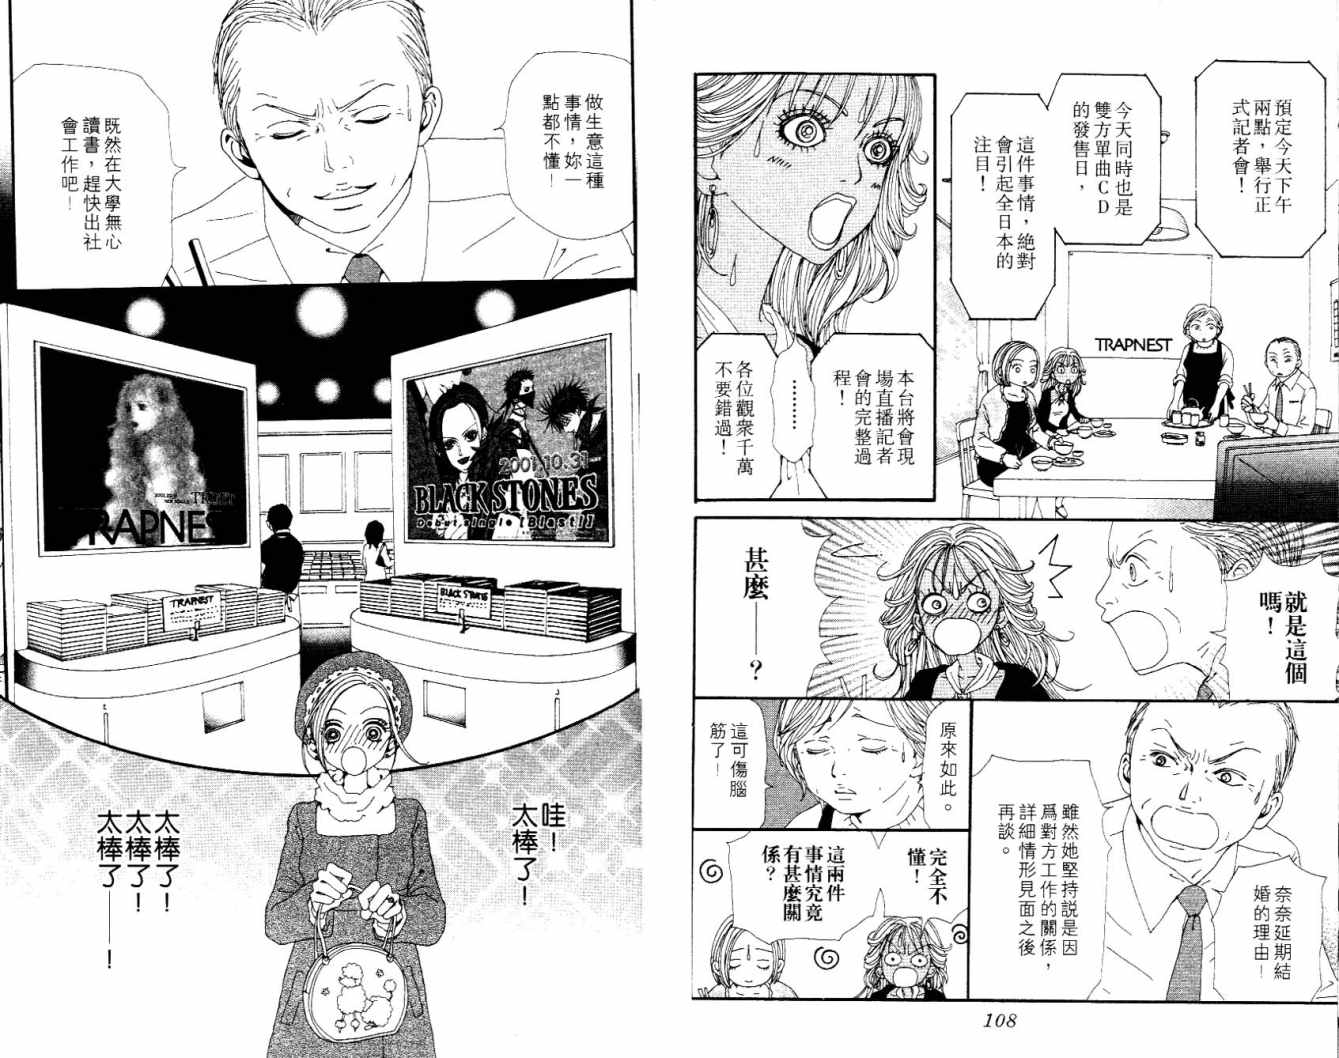 預定今天下午
兩點，舉行正
式記者會！
今天同時也是
雙方單曲CD
的發售日，
這件事情，絕對
會引起全日本的
注目！
TRAPNEST
本台將會現
場直播記者
會的完整過
程！
…………
各位觀眾千萬
不要錯過！
就是這個
嗎！
甚麼——？
奈奈延期結
婚的理由！
雖然她堅持說是因
爲對方工作的關係，
詳細情形見面之後
再談。
原來如此。
這可傷腦
筋了！
完全不
懂！
這兩件
事情究竟
有甚麼關
係？
108
做生意這種
事情，妳一
點都不懂！
既然在大學無心
讀書，趕快出社
會工作吧！
TRAPNEST
2001.10.31
BLACK STONES
Debut single [Blast!]
TRAPNEST
BLACK STONES
哇！
太棒了！
太棒了！
太棒了！
太棒了——！